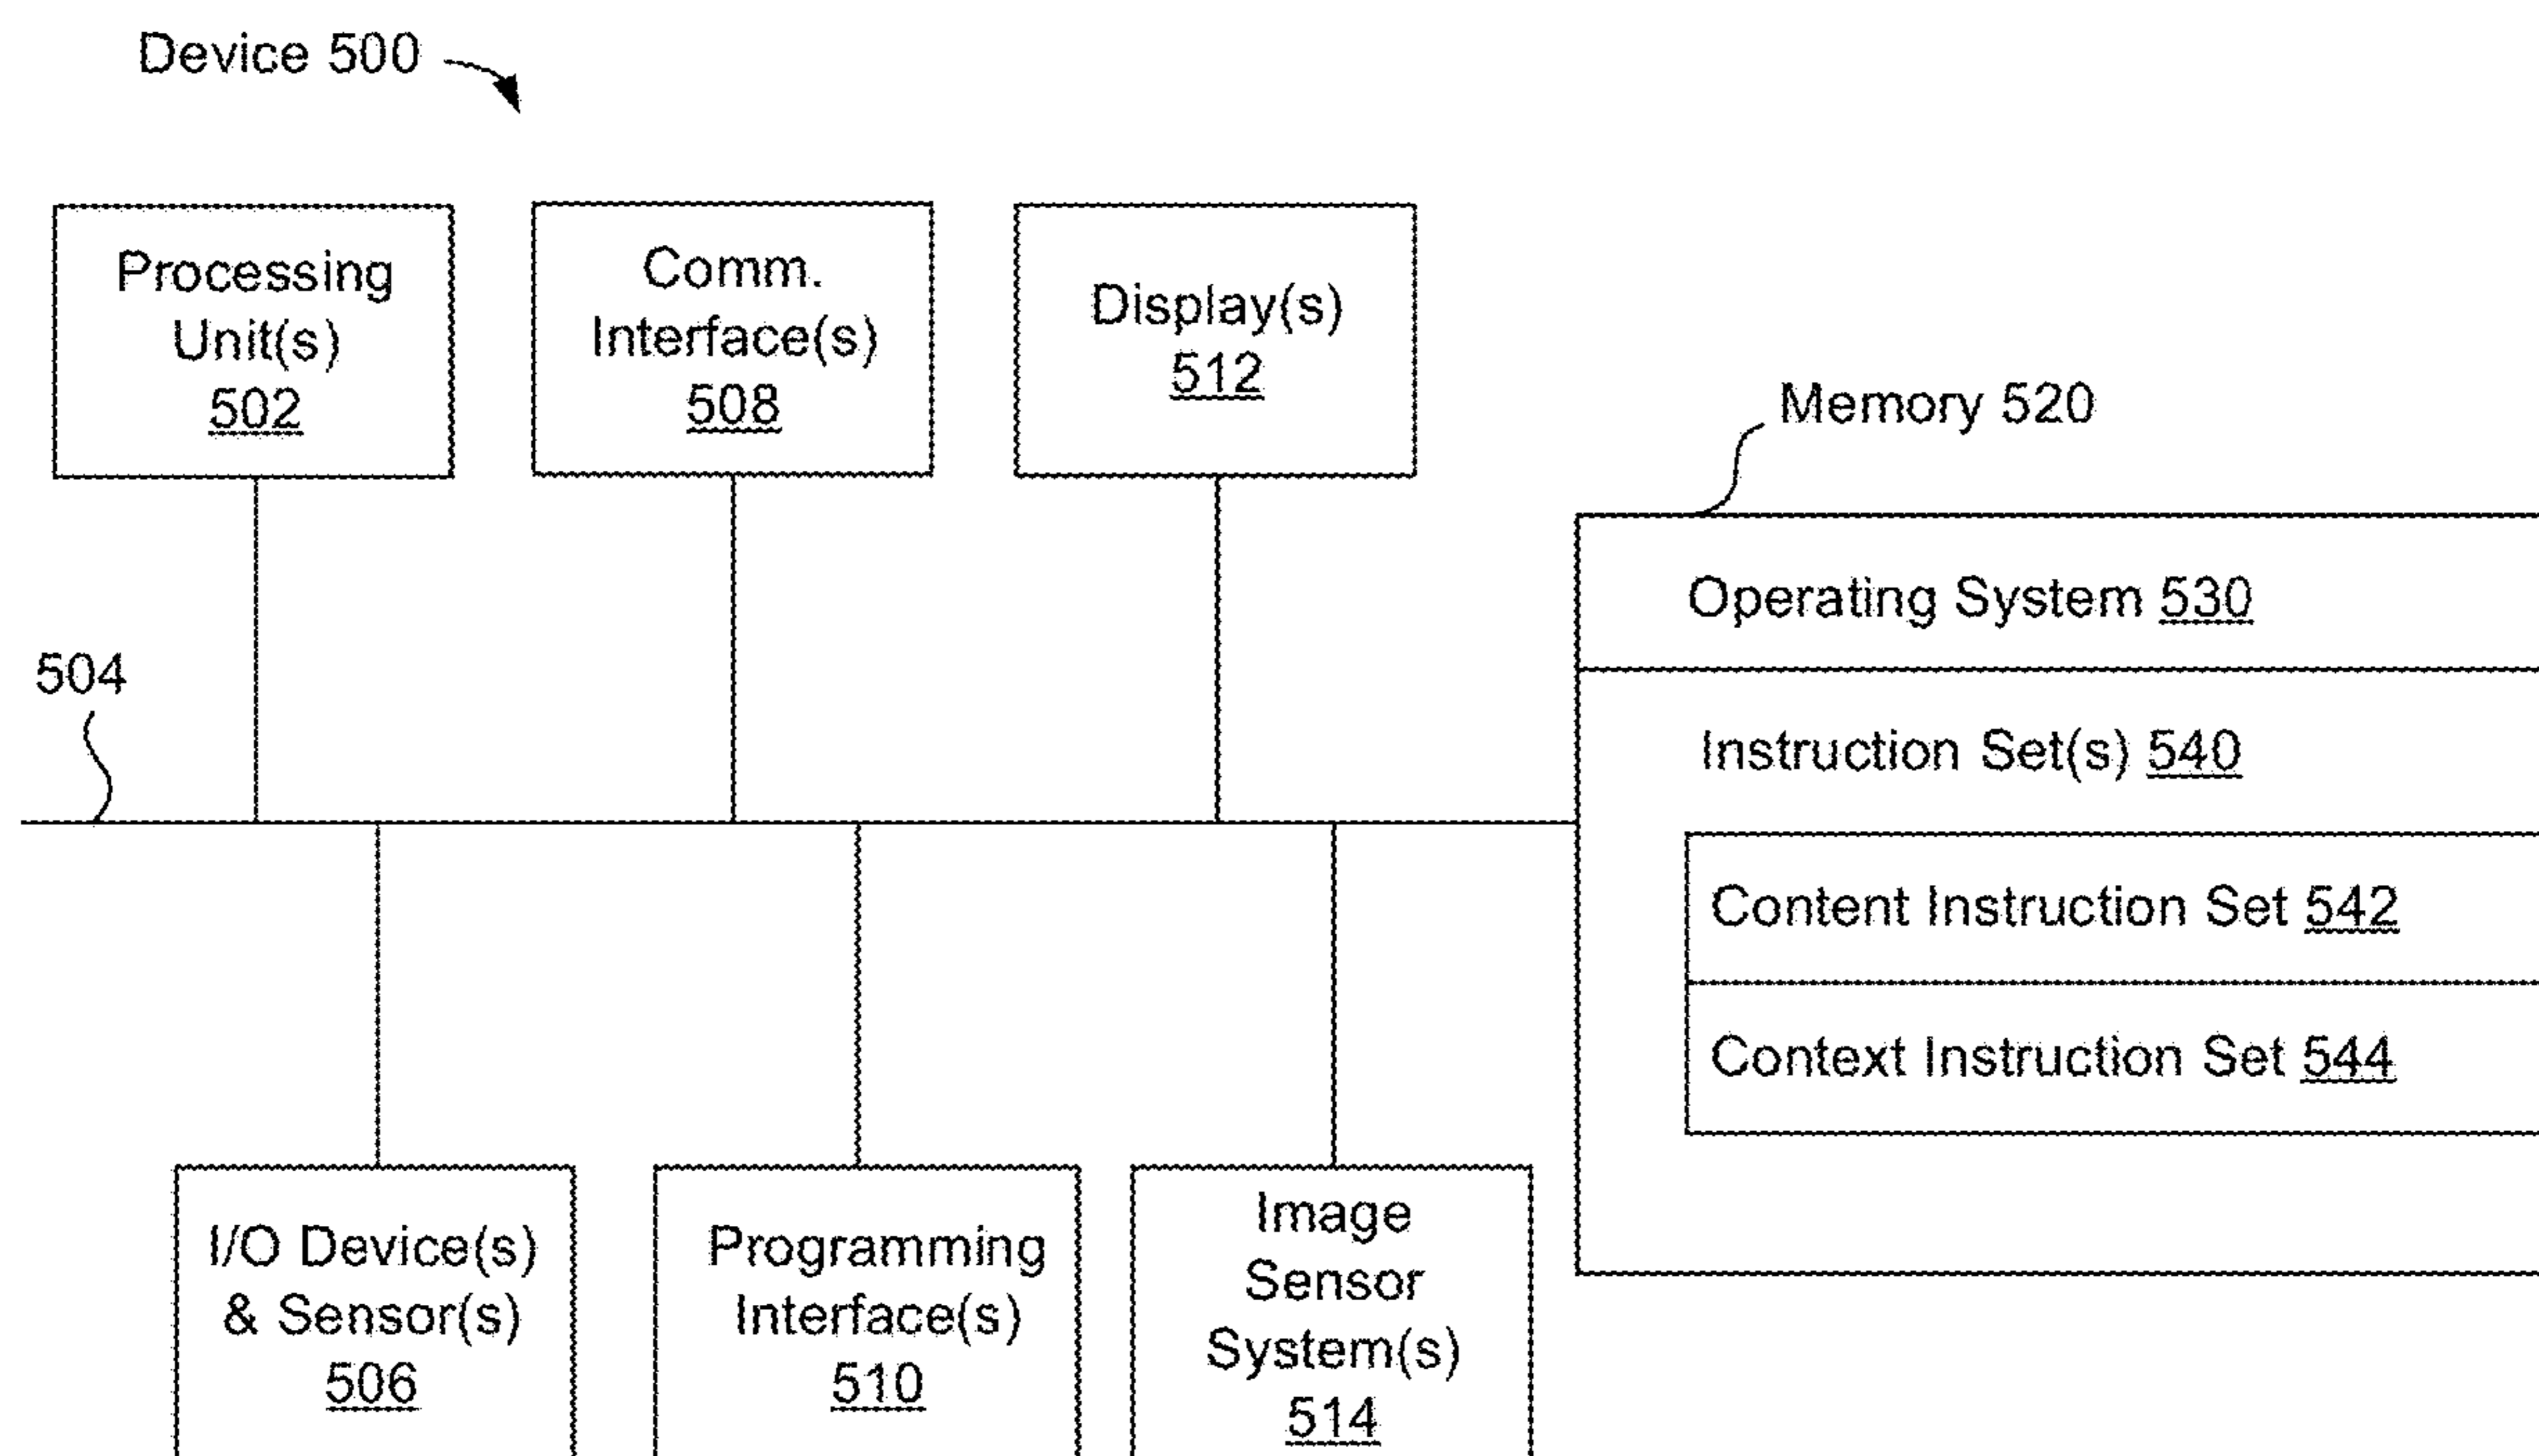 Device 500
Processing
Unit(s)
502
Comm.
Interface(s)
508
Display(s)
512
Memory 520
Operating System 530
Instruction Set(s) 540
Content Instruction Set 542
Context Instruction Set 544
504
I/O Device(s)
& Sensor(s)
506
Programming
Interface(s)
510
Image
Sensor
System(s)
514